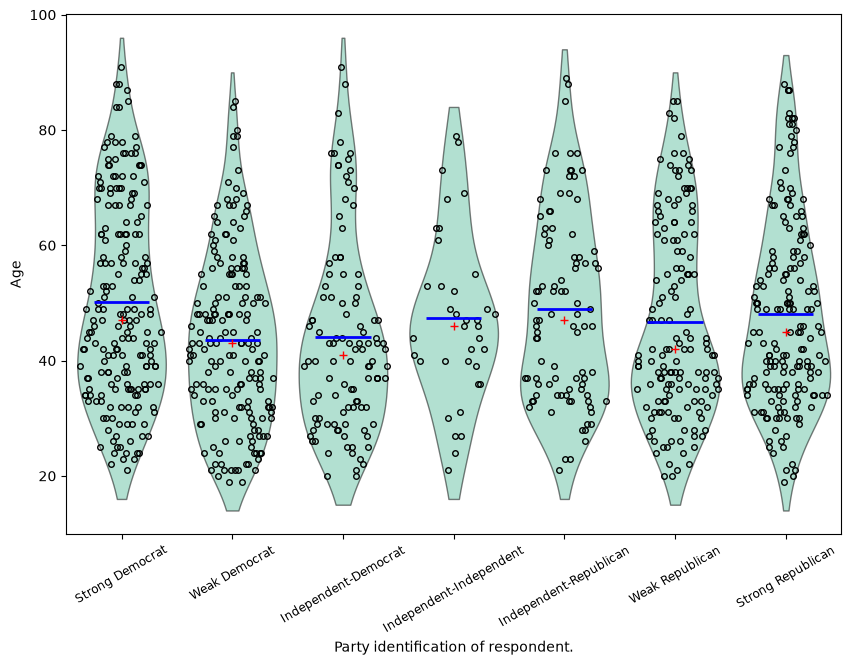 100
80
60
40
20
Age
Strong Democrat
Weak Democrat
Independent-Democrat
Independent-Independent
Independent-Republican
Weak Republican
Strong Republican
Party identification of respondent.